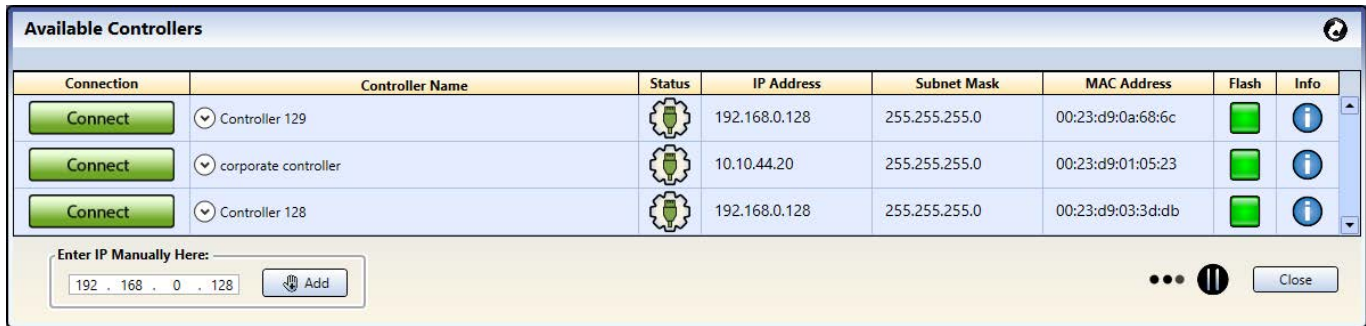 Available Controllers
Connection Controller Name Status IP Address Subnet Mask MAC Address Flash Info
Connect Controller 129 192.168.0.128 255.255.255.0 00:23:d9:0a:68:6c
Connect corporate controller 10.10.44.20 255.255.255.0 00:23:d9:01:05:23
Connect Controller 128 192.168.0.128 255.255.255.0 00:23:d9:03:3d:db
Enter IP Manually Here:
192 . 168 . 0 . 128 Add Close